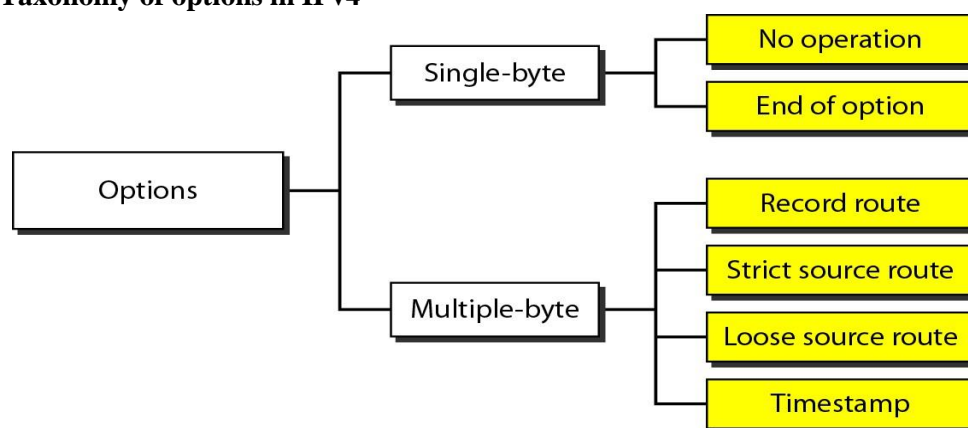 Taxonomy of options in IPv4
Options
Single-byte
No operation
End of option
Multiple-byte
Record route
Strict source route
Loose source route
Timestamp